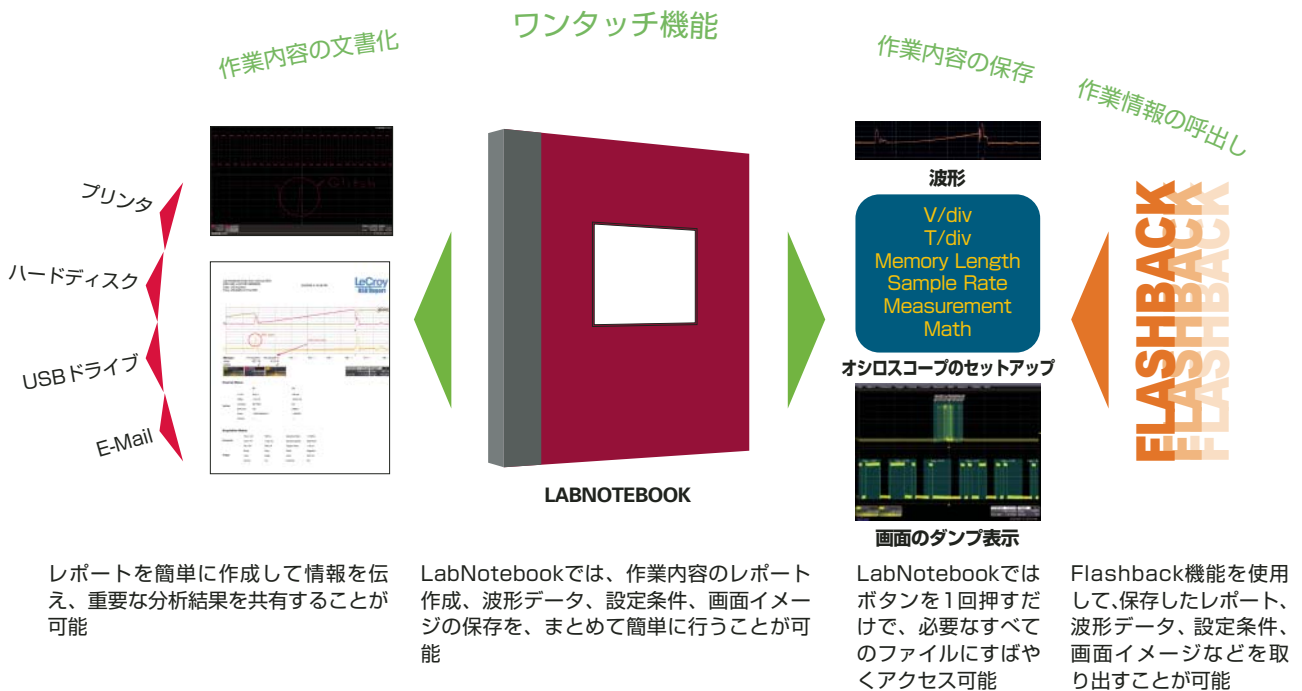 ワンタッチ機能
作業内容の文書化
作業内容の保存
作業情報の呼出し
プリンタ
ハードディスク
USBドライブ
E-Mail
Glitch
LeCroy
LABNOTEBOOK
波形
V/div
T/div
Memory Length
Sample Rate
Measurement
Math
オシロスコープのセットアップ
画面のダンプ表示
FLASHBACK
FLASHBACK
FLASHBACK
レポートを簡単に作成して情報を伝
え、重要な分析結果を共有することが
可能
LabNotebookでは、作業内容のレポート
作成、波形データ、設定条件、画面イメー
ジの保存を、まとめて簡単に行うことが可
能
LabNotebookでは
ボタンを1回押すだ
けで、必要なすべて
のファイルにすばや
くアクセス可能
Flashback機能を使用
して、保存したレポート、
波形データ、設定条件、
画面イメージなどを取
り出すことが可能